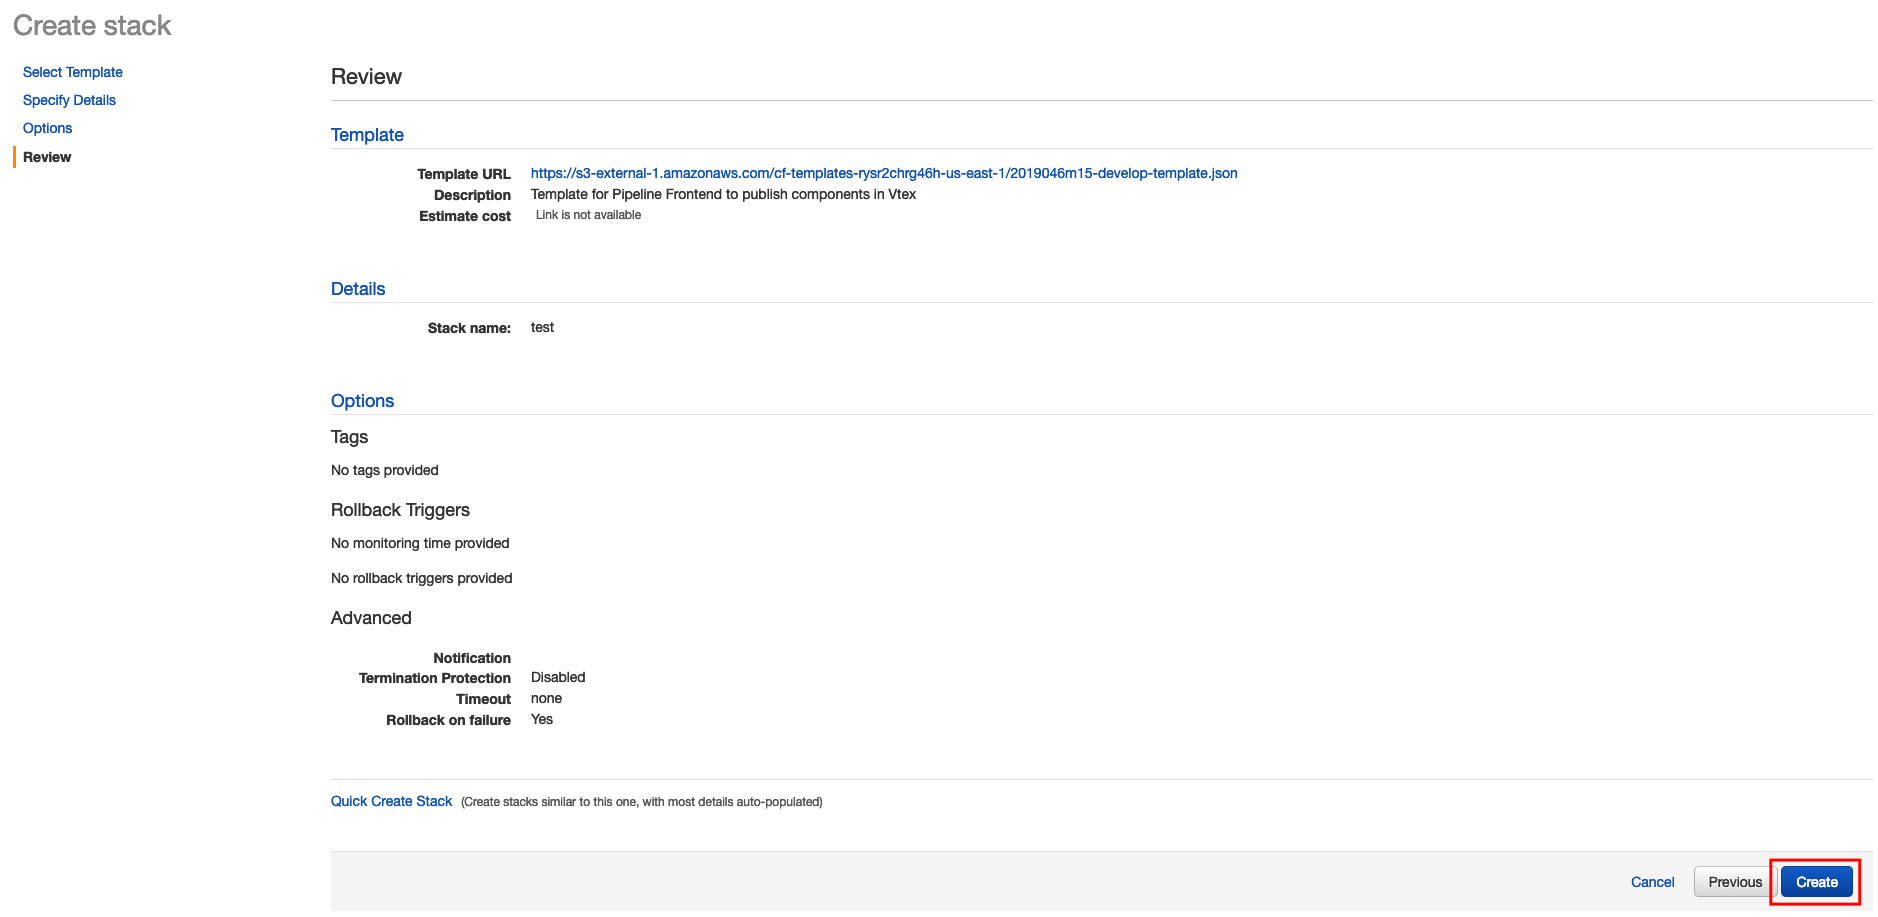 Create stack
Select Template
Specify Details
Options
Review
Review
Template
Template URL https://s3-external-1.amazonaws.com/cf-templates-rysr2chrg46h-us-east-1/2019046m15-develop-template.json
Description Template for Pipeline Frontend to publish components in Vtex
Estimate cost Link is not available
Details
Stack name: test
Options
Tags
No tags provided
Rollback Triggers
No monitoring time provided
No rollback triggers provided
Advanced
Notification
Termination Protection Disabled
Timeout none
Rollback on failure Yes
Quick Create Stack (Create stacks similar to this one, with most details auto-populated)
Cancel Previous Create